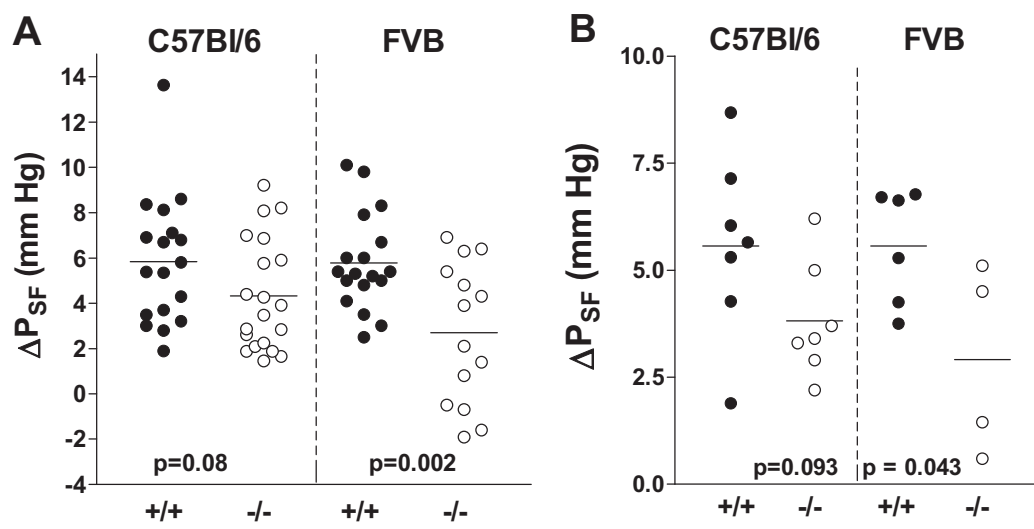 A
C57Bl/6 FVB
ΔPSF (mm Hg)
14
12
10
8
6
4
2
0
-2
-4
p=0.08 p=0.002
+/+ -/- +/+ -/-
B
C57Bl/6 FVB
ΔPSF (mm Hg)
10.0
7.5
5.0
2.5
0.0
p=0.093 p = 0.043
+/+ -/- +/+ -/-